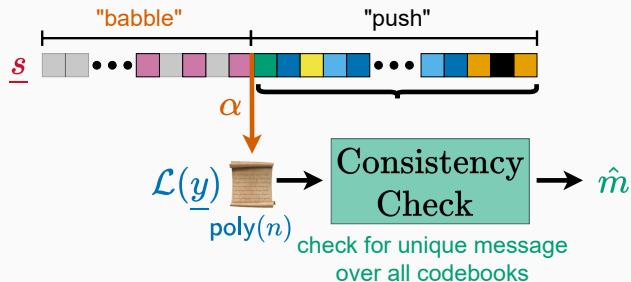 "babble" "push"
s
α
ℒ(y) Consistency Check m̂
poly(n)
check for unique message
over all codebooks